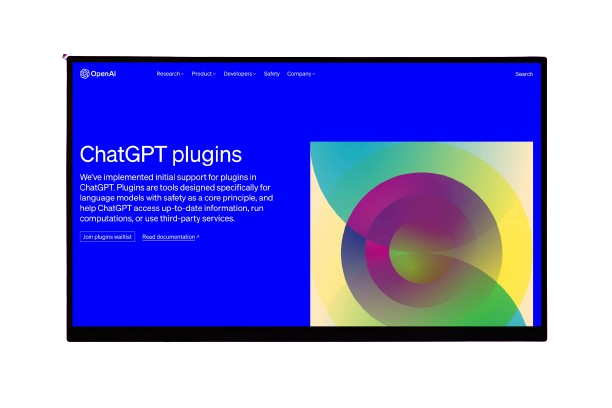 OpenAI Research Product Developers Safety Company Search
ChatGPT plugins
We've implemented initial support for plugins in
ChatGPT. Plugins are tools designed specifically for
language models with safety as a core principle, and
help ChatGPT access up-to-date information, run
computations, or use third-party services.
Join plugins waitlist Read documentation ↗